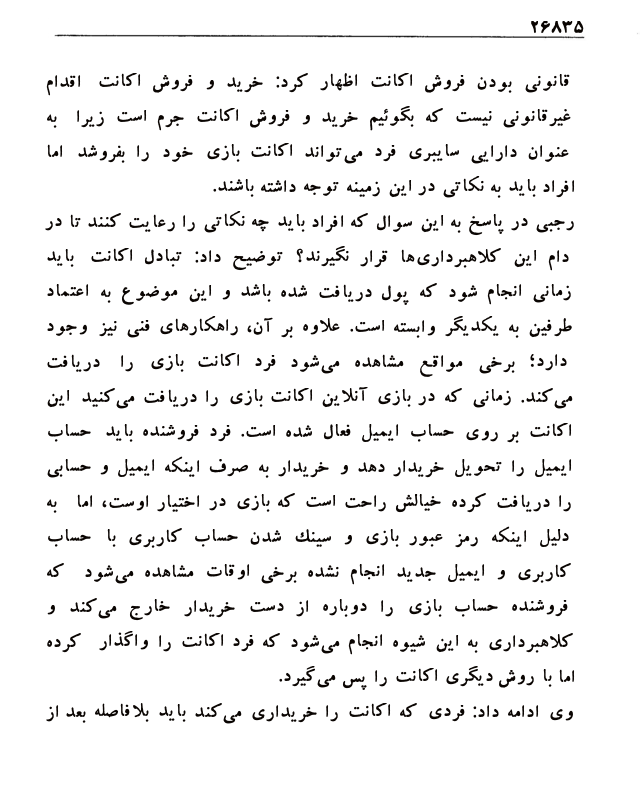 ۲۶۸۳۵
قانونی بودن فروش اکانت اظهار کرد: خرید و فروش اکانت اقدام
غیرقانونی نیست که بگوئیم خرید و فروش اکانت جرم است زیرا به
عنوان دارایی سایبری فرد می‌تواند اکانت بازی خود را بفروشد اما
افراد باید به نکاتی در این زمینه توجه داشته باشند.
رجبی در پاسخ به این سوال که افراد باید چه نکاتی را رعایت کنند تا در
دام این کلاهبرداری‌ها قرار نگیرند؟ توضیح داد: تبادل اکانت باید
زمانی انجام شود که پول دریافت شده باشد و این موضوع به اعتماد
طرفین به یکدیگر وابسته است. علاوه بر آن، راهکارهای فنی نیز وجود
دارد؛ برخی مواقع مشاهده می‌شود فرد اکانت بازی را دریافت
می‌کند. زمانی که در بازی آنلاین اکانت بازی را دریافت می‌کنید این
اکانت بر روی حساب ایمیل فعال شده است. فرد فروشنده باید حساب
ایمیل را تحویل خریدار دهد و خریدار به صرف اینکه ایمیل و حسابی
را دریافت کرده خیالش راحت است که بازی در اختیار اوست، اما به
دلیل اینکه رمز عبور بازی و سینك شدن حساب کاربری با حساب
کاربری و ایمیل جدید انجام نشده برخی اوقات مشاهده می‌شود که
فروشنده حساب بازی را دوباره از دست خریدار خارج می‌کند و
کلاهبرداری به این شیوه انجام می‌شود که فرد اکانت را واگذار کرده
اما با روش دیگری اکانت را پس می‌گیرد.
وی ادامه داد: فردی که اکانت را خریداری می‌کند باید بلافاصله بعد از